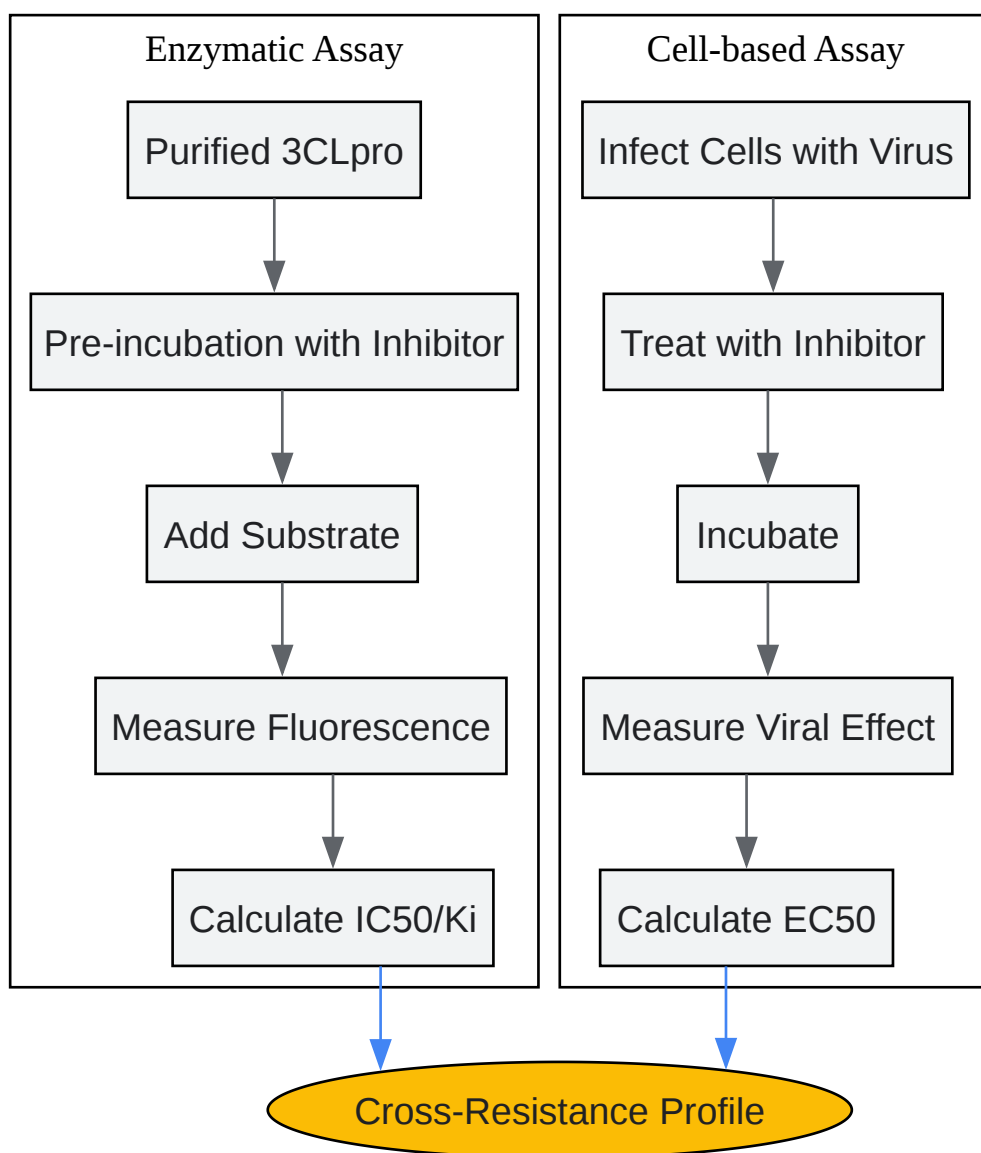 Enzymatic Assay
Purified 3CLpro
Pre-incubation with Inhibitor
Add Substrate
Measure Fluorescence
Calculate IC50/Ki
Cell-based Assay
Infect Cells with Virus
Treat with Inhibitor
Incubate
Measure Viral Effect
Calculate EC50
Cross-Resistance Profile